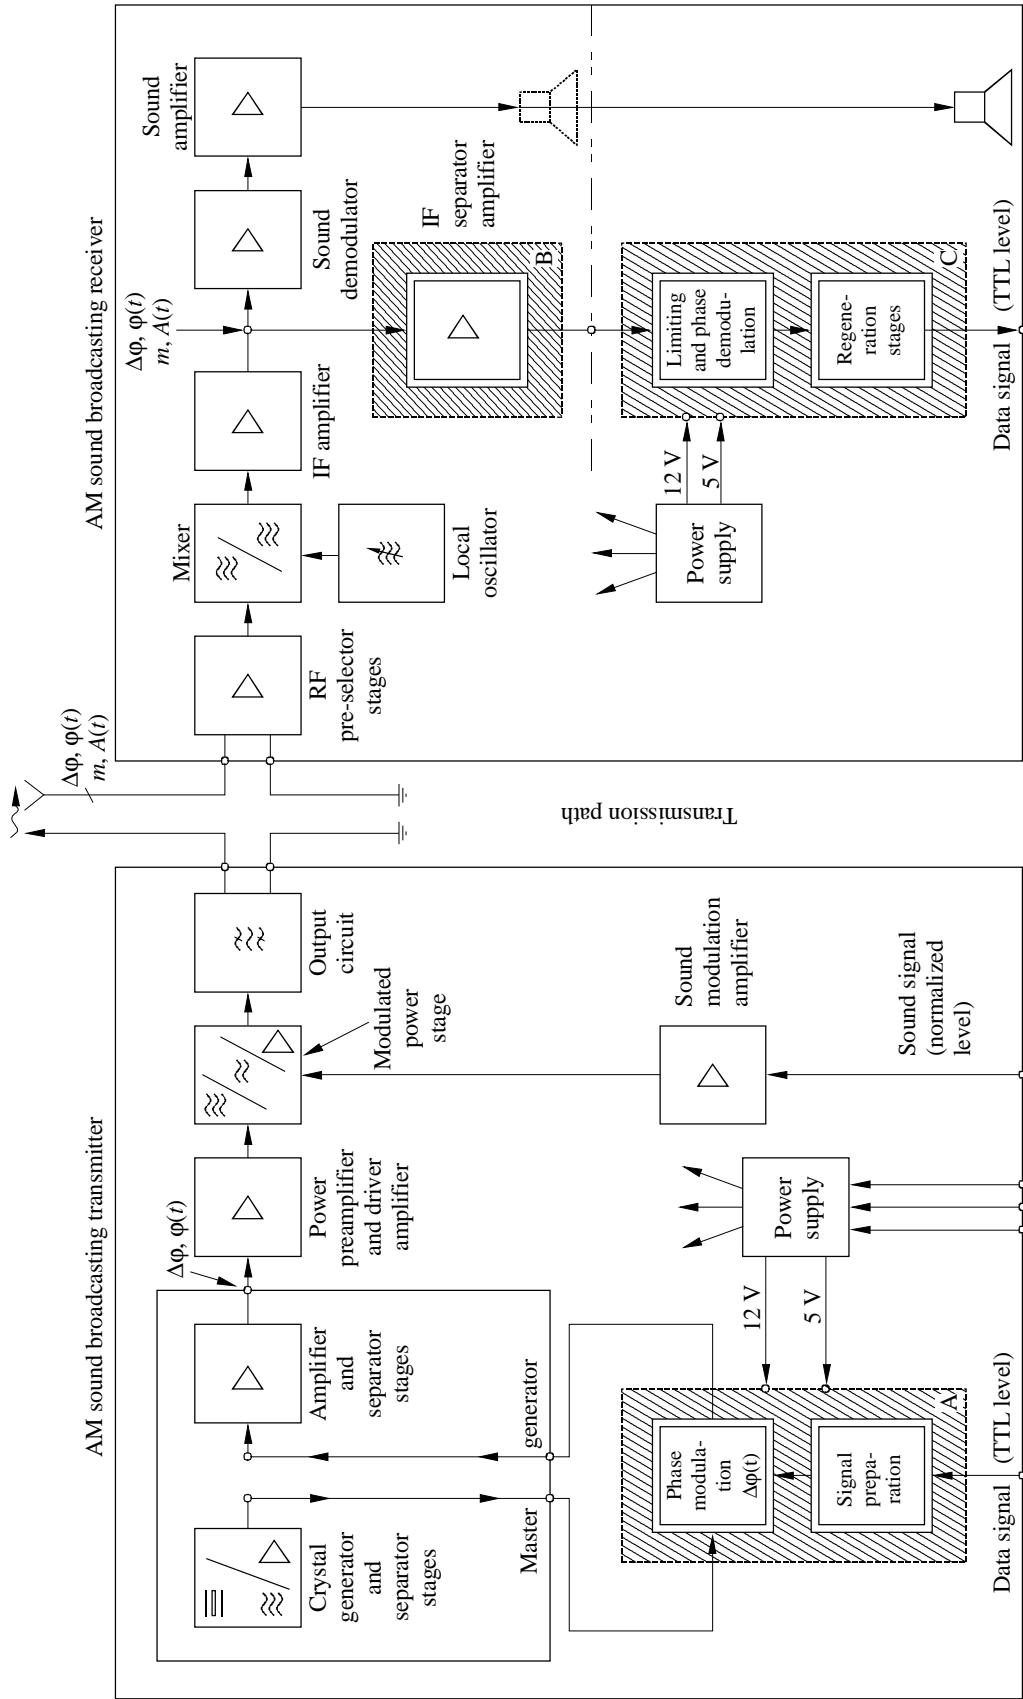 AM sound broadcasting transmitter
Crystal
generator
and
separator
stages
Amplifier
and
separator
stages
Master
generator
Δφ, φ(t)
Power
preamplifier
and driver
amplifier
Modulated
power
stage
Output
circuit
Phase
modula-
tion
Δφ(t)
Signal
prepa-
ration
A
12 V
5 V
Power
supply
Sound
modulation
amplifier
Data signal (TTL level)
Sound signal
(normalized
level)
Transmission path
Δφ, φ(t)
m, A(t)
AM sound broadcasting receiver
RF
pre-selector
stages
Mixer
Local
oscillator
IF amplifier
Δφ, φ(t)
m, A(t)
Sound
demodulator
Sound
amplifier
IF
separator
amplifier
B
Power
supply
12 V
5 V
Limiting
and phase
demodu-
lation
Regene-
ration
stages
C
Data signal (TTL level)